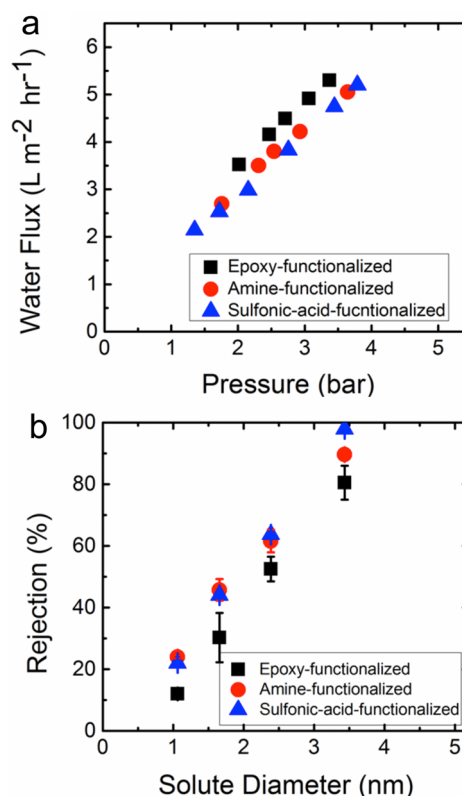 a
Water Flux (L m-2 hr-1)
6
5
4
3
2
1
0
Epoxy-functionalized
Amine-functionalized
Sulfonic-acid-fucntionalized
0 1 2 3 4 5
Pressure (bar)
b
Rejection (%)
100
80
60
40
20
0
Epoxy-functionalized
Amine-functionalized
Sulfonic-acid-functionalized
0 1 2 3 4 5
Solute Diameter (nm)